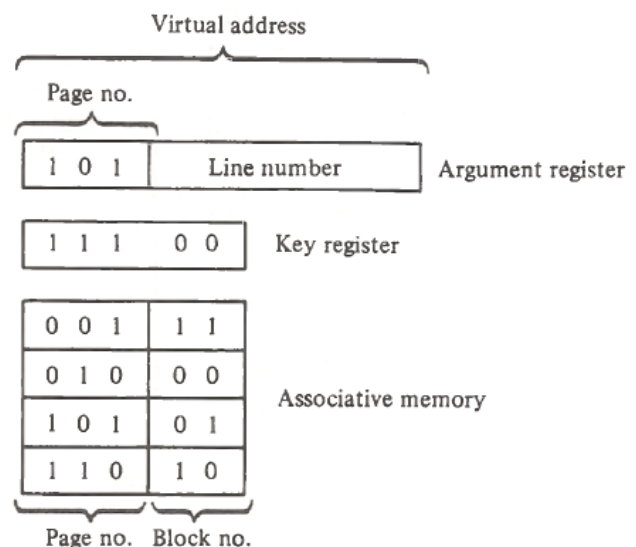 Virtual address
Page no.
1 0 1 Line number Argument register
1 1 1 0 0 Key register
0 0 1 1 1
0 1 0 0 0
Associative memory
1 0 1 0 1
1 1 0 1 0
Page no. Block no.